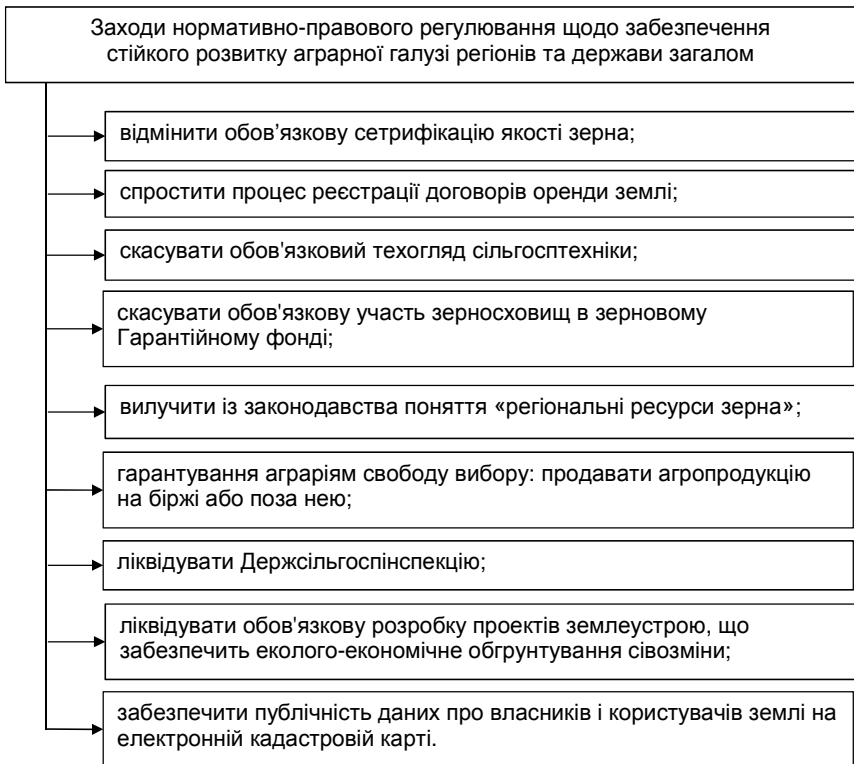 Заходи нормативно-правового регулювання щодо забезпечення
стійкого розвитку аграрної галузі регіонів та держави загалом
відмінити обов’язкову сетрифікацію якості зерна;
спростити процес реєстрації договорів оренди землі;
скасувати обов'язковий техогляд сільгосптехніки;
скасувати обов'язкову участь зерносховищ в зерновому
Гарантійному фонді;
вилучити із законодавства поняття «регіональні ресурси зерна»;
гарантування аграріям свободу вибору: продавати агропродукцію
на біржі або поза нею;
ліквідувати Держсільгоспінспекцію;
ліквідувати обов'язкову розробку проектів землеустрою, що
забезпечить еколого-економічне обгрунтування сівозміни;
забезпечити публічність даних про власників і користувачів землі на
електронній кадастровій карті.